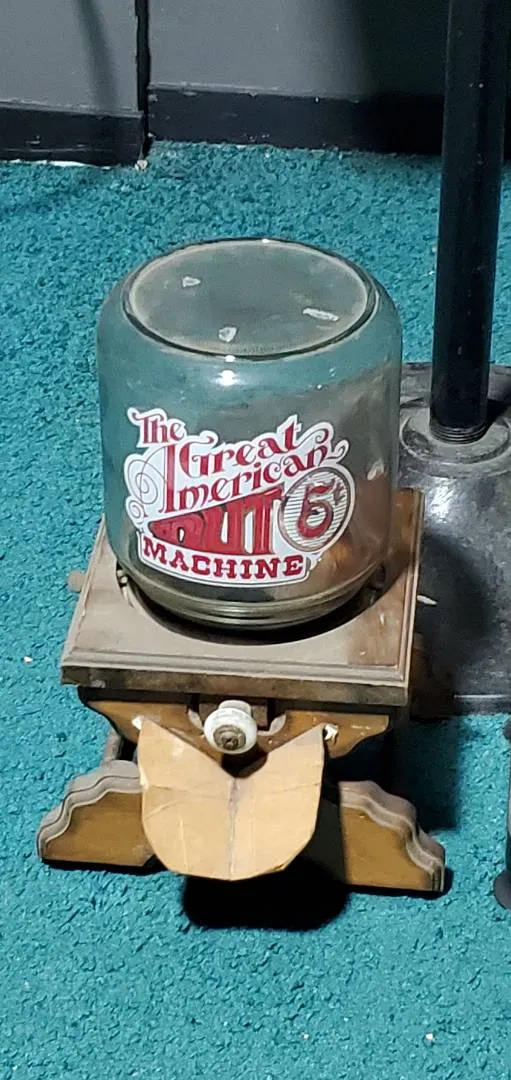 The
Great
American
NUT
5¢
MACHINE